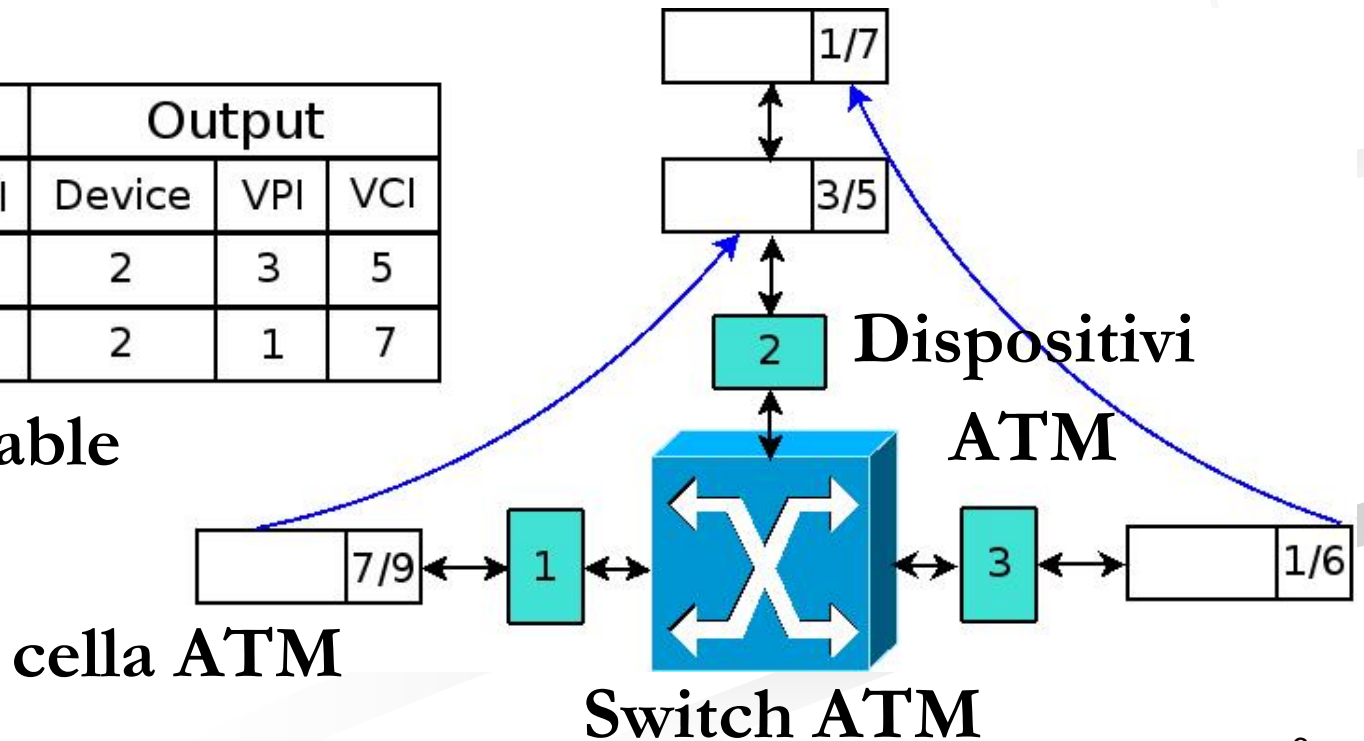 1/7
Output
Device VPI VCI
3/5
2 3 5
2 1 7
2
Dispositivi
ATM
able
7/9
1
3
1/6
cella ATM
Switch ATM